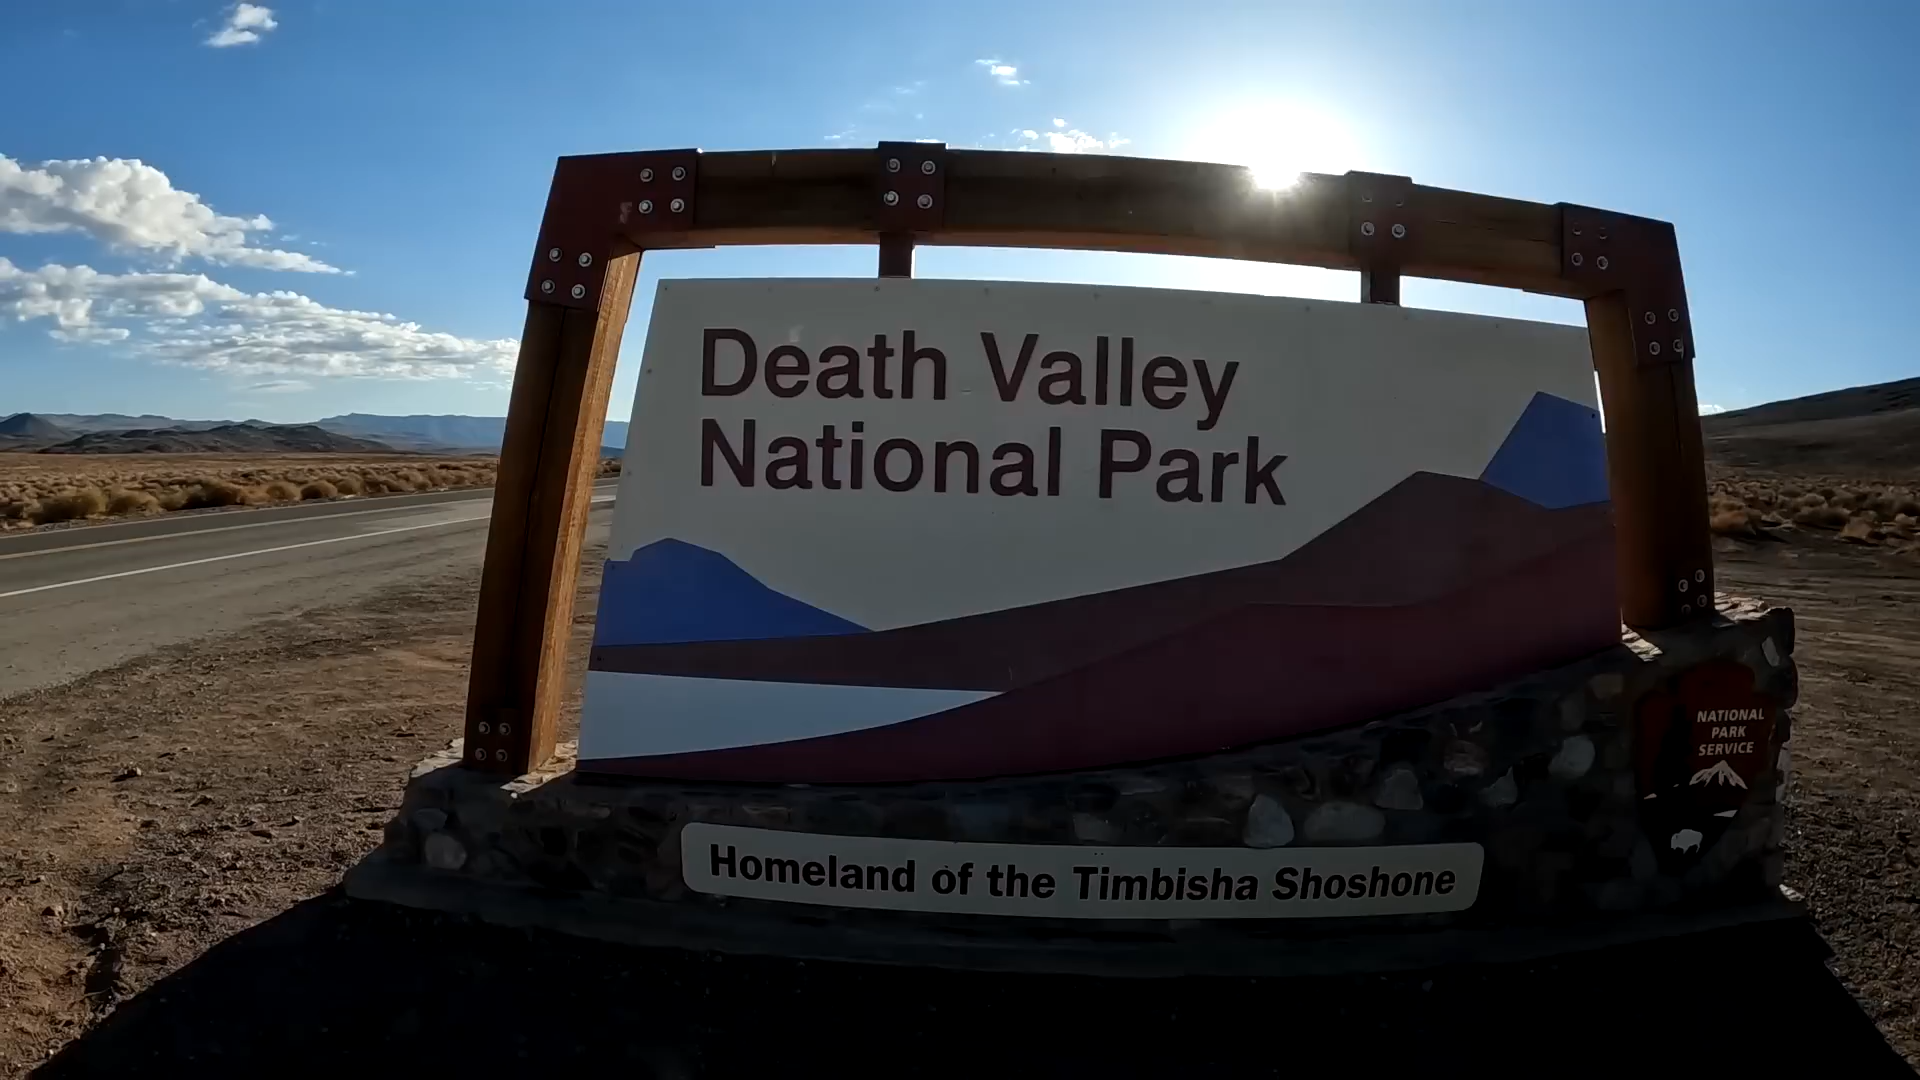 Death Valley
National Park
NATIONAL
PARK
SERVICE
Homeland of the Timbisha Shoshone